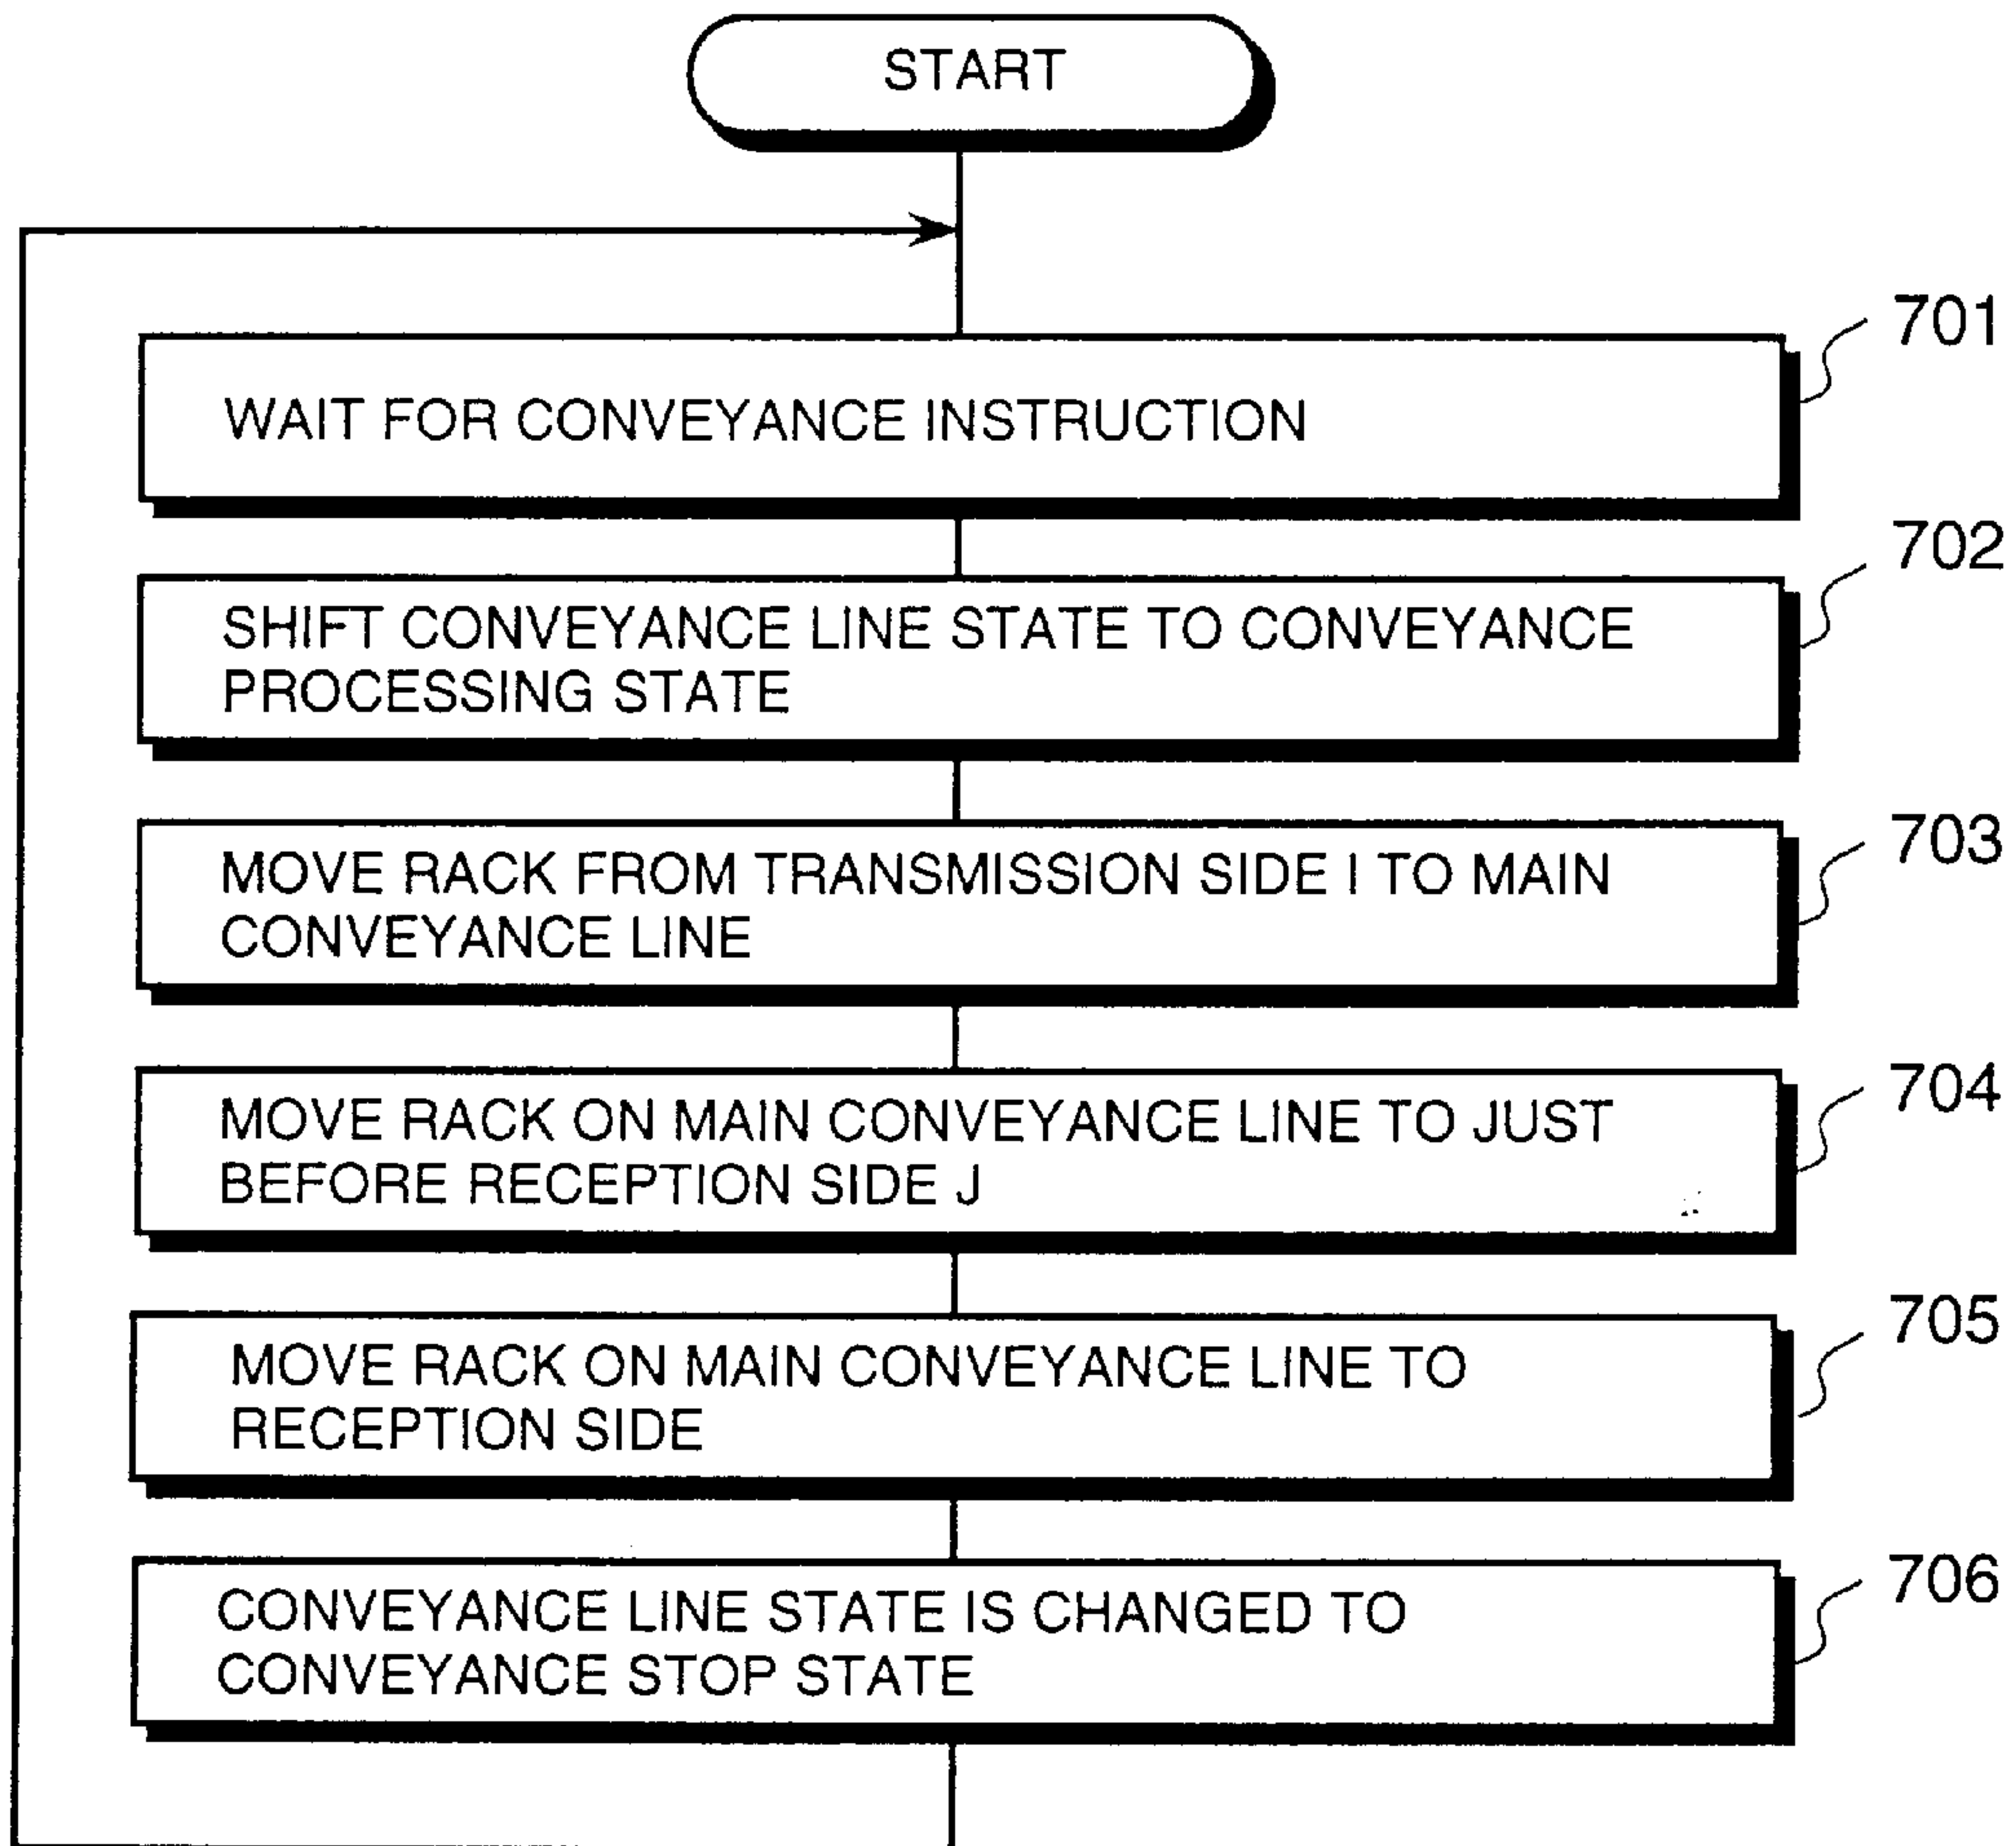 START
701
WAIT FOR CONVEYANCE INSTRUCTION
702
SHIFT CONVEYANCE LINE STATE TO CONVEYANCE
PROCESSING STATE
703
MOVE RACK FROM TRANSMISSION SIDE I TO MAIN
CONVEYANCE LINE
704
MOVE RACK ON MAIN CONVEYANCE LINE TO JUST
BEFORE RECEPTION SIDE J
705
MOVE RACK ON MAIN CONVEYANCE LINE TO
RECEPTION SIDE
706
CONVEYANCE LINE STATE IS CHANGED TO
CONVEYANCE STOP STATE